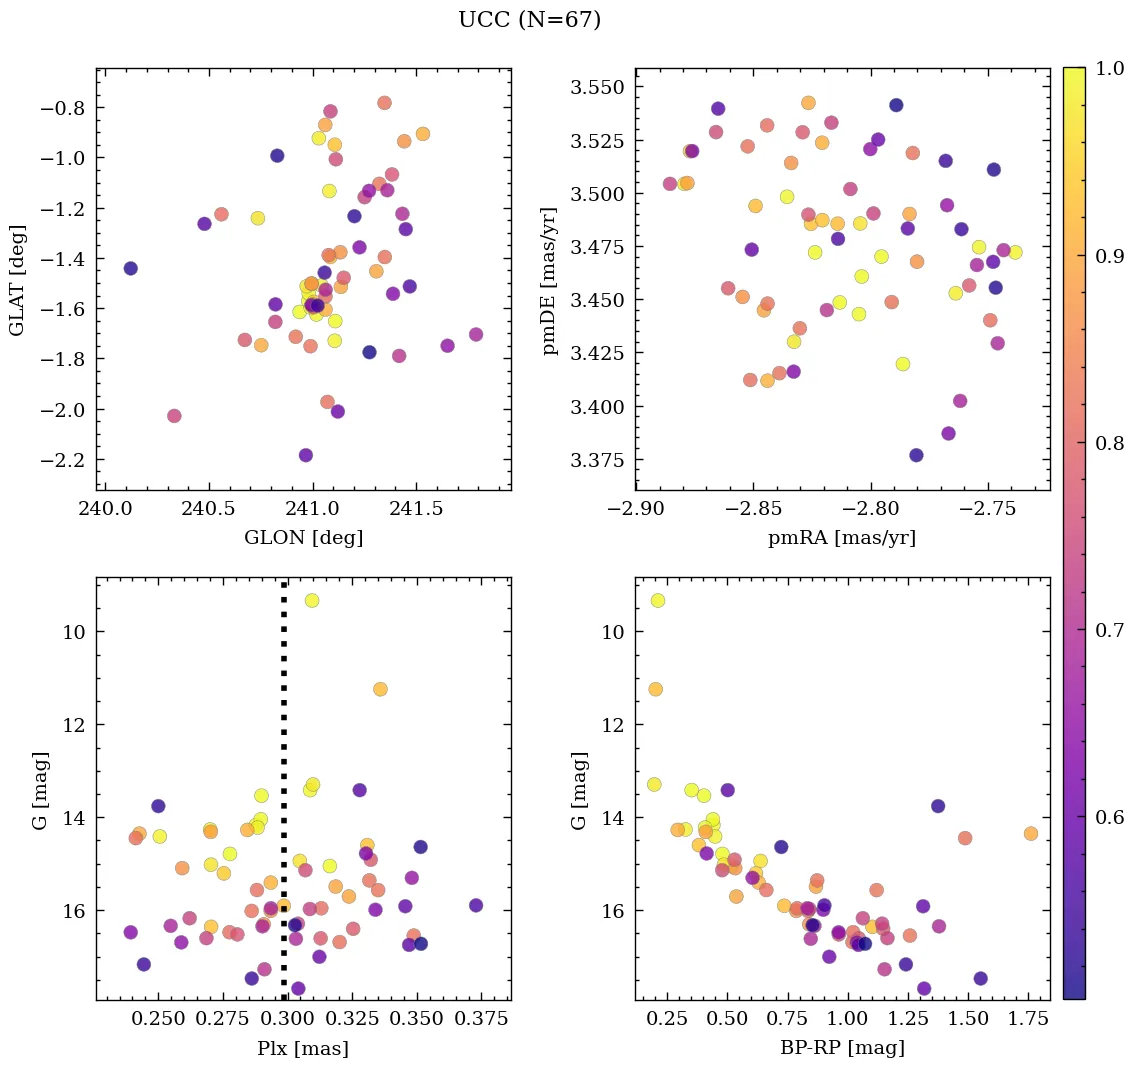 UCC (N=67)
−0.8
−1.0
−1.2
−1.4
−1.6
−1.8
−2.0
−2.2
GLAT [deg]
240.0 240.5 241.0 241.5
GLON [deg]
3.550
3.525
3.500
3.475
3.450
3.425
3.400
3.375
pmDE [mas/yr]
−2.90 −2.85 −2.80 −2.75
pmRA [mas/yr]
10
12
14
16
G [mag]
0.250 0.275 0.300 0.325 0.350 0.375
Plx [mas]
10
12
14
16
G [mag]
0.25 0.50 0.75 1.00 1.25 1.50 1.75
BP-RP [mag]
1.0
0.9
0.8
0.7
0.6